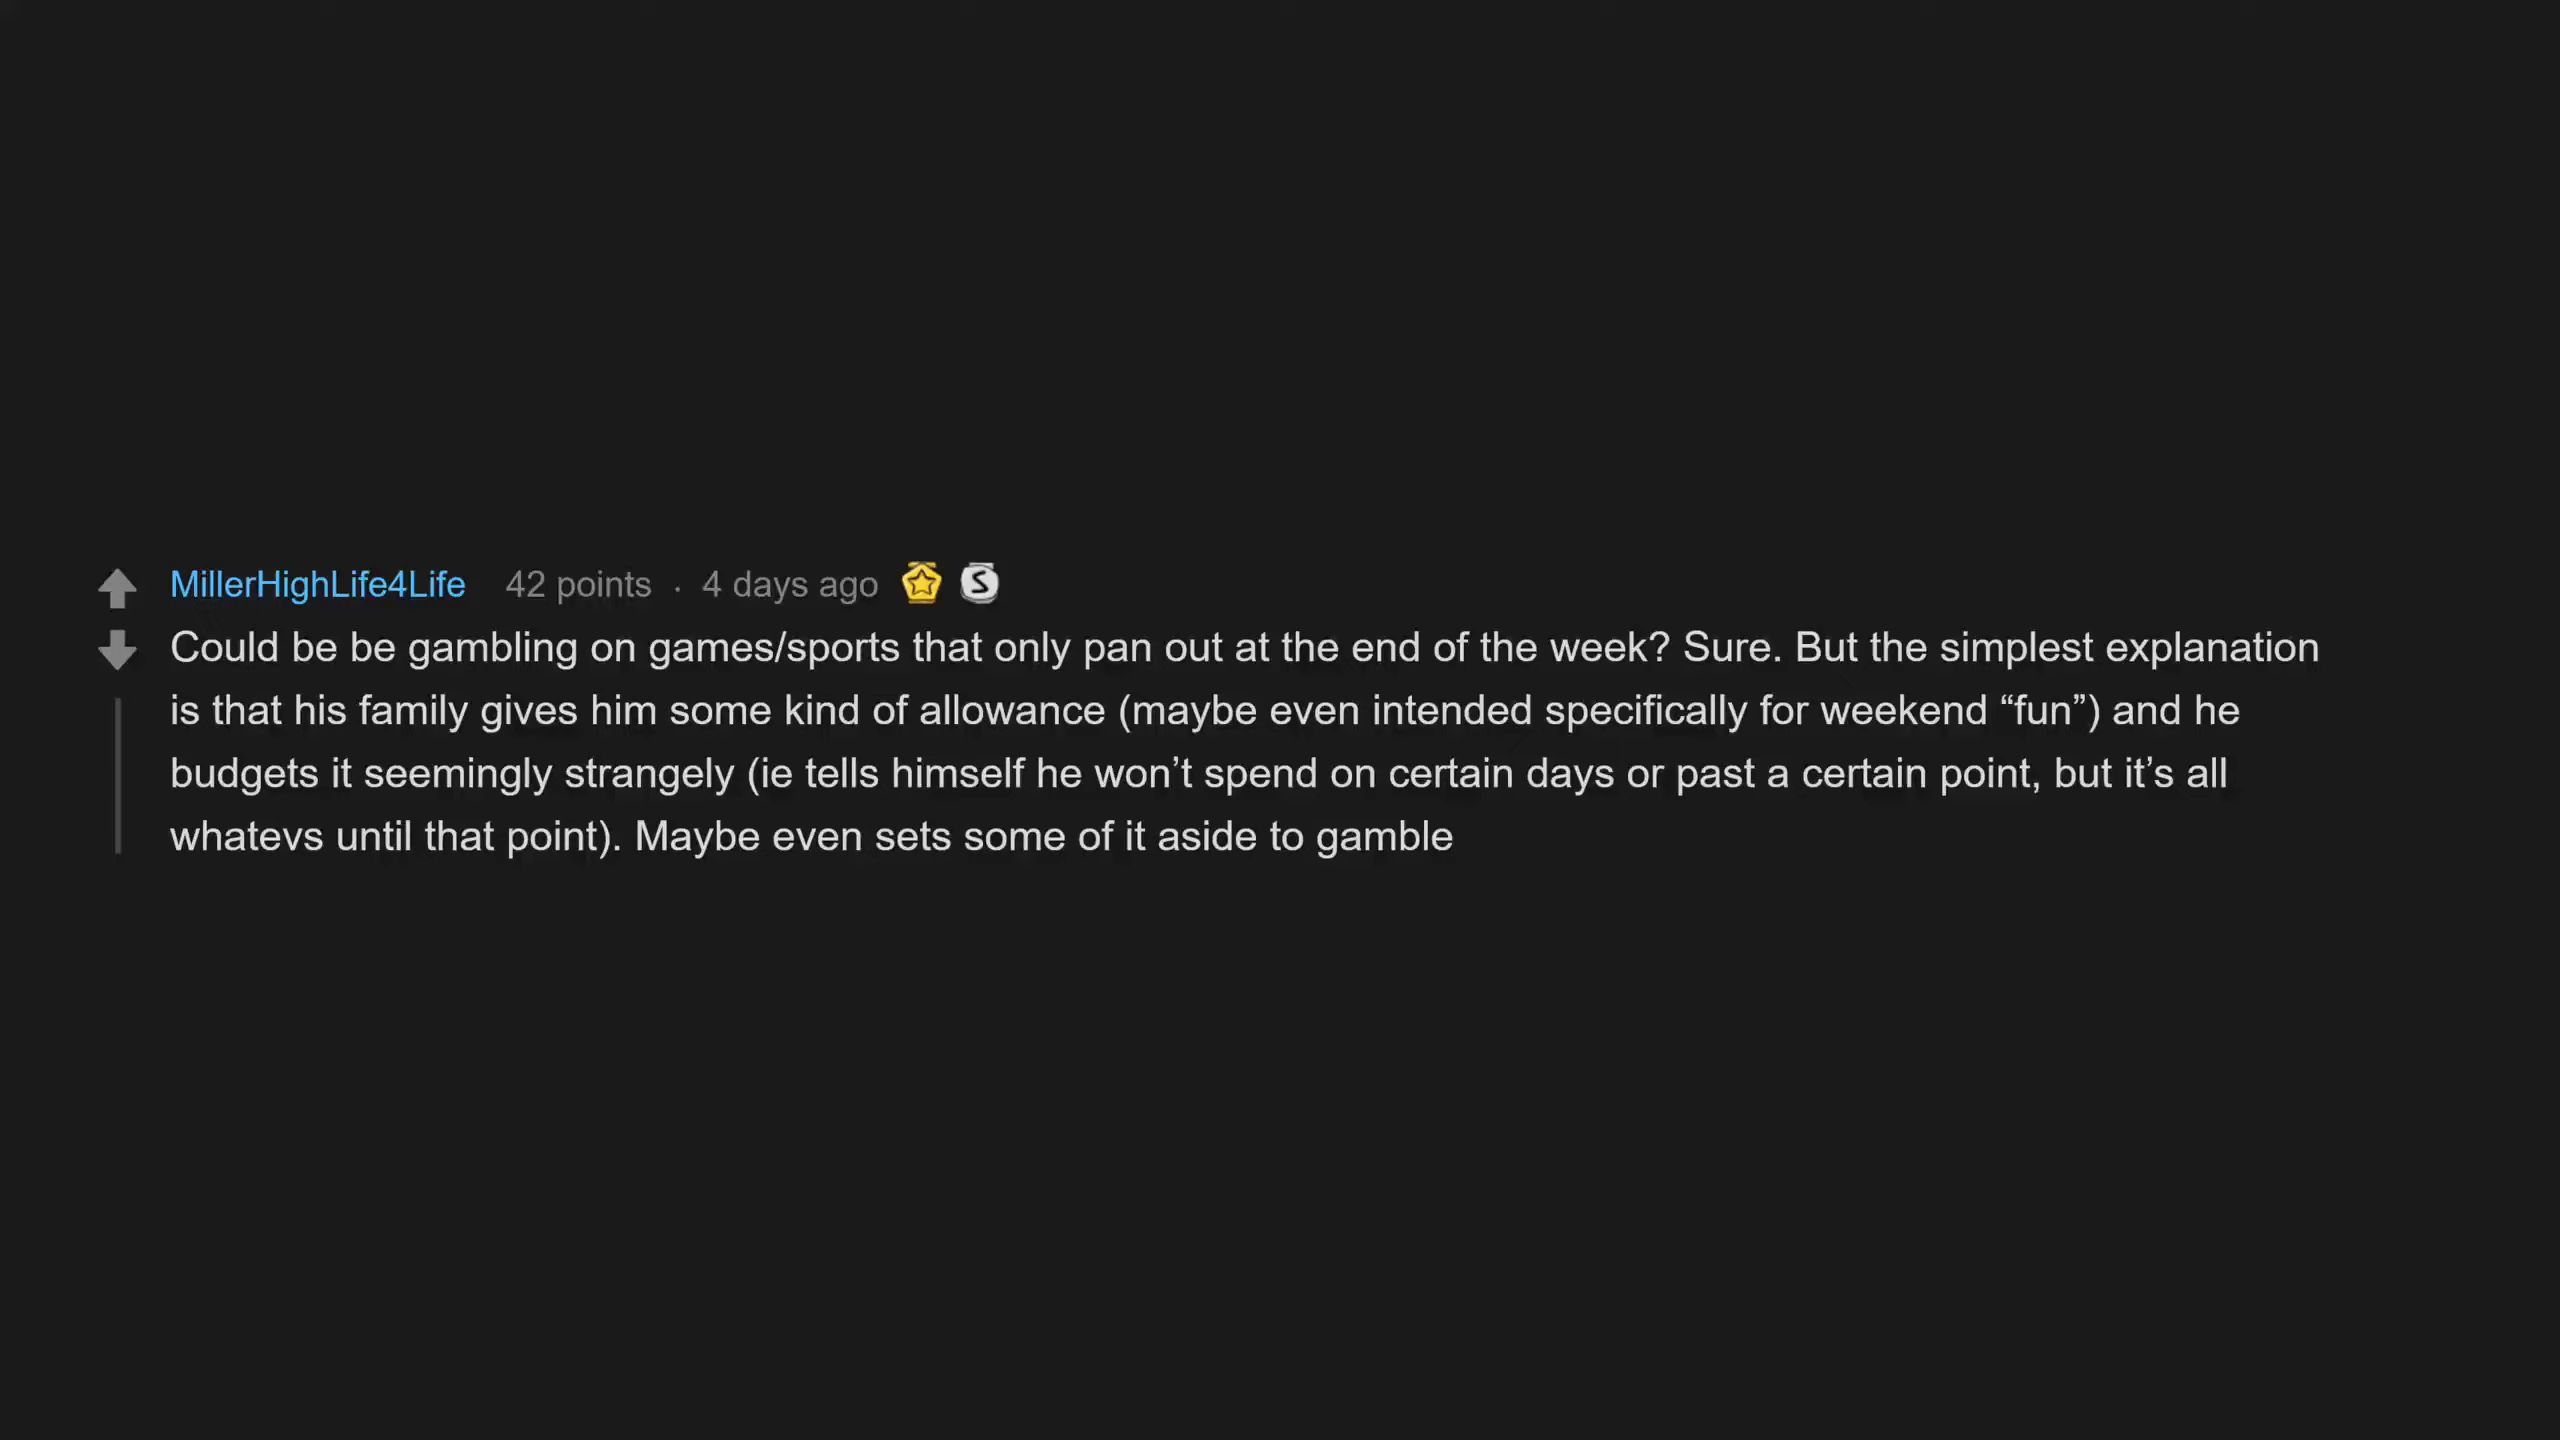 MillerHighLife4Life 42 points · 4 days ago
Could be be gambling on games/sports that only pan out at the end of the week? Sure. But the simplest explanation
is that his family gives him some kind of allowance (maybe even intended specifically for weekend “fun”) and he
budgets it seemingly strangely (ie tells himself he won’t spend on certain days or past a certain point, but it’s all
whatevs until that point). Maybe even sets some of it aside to gamble